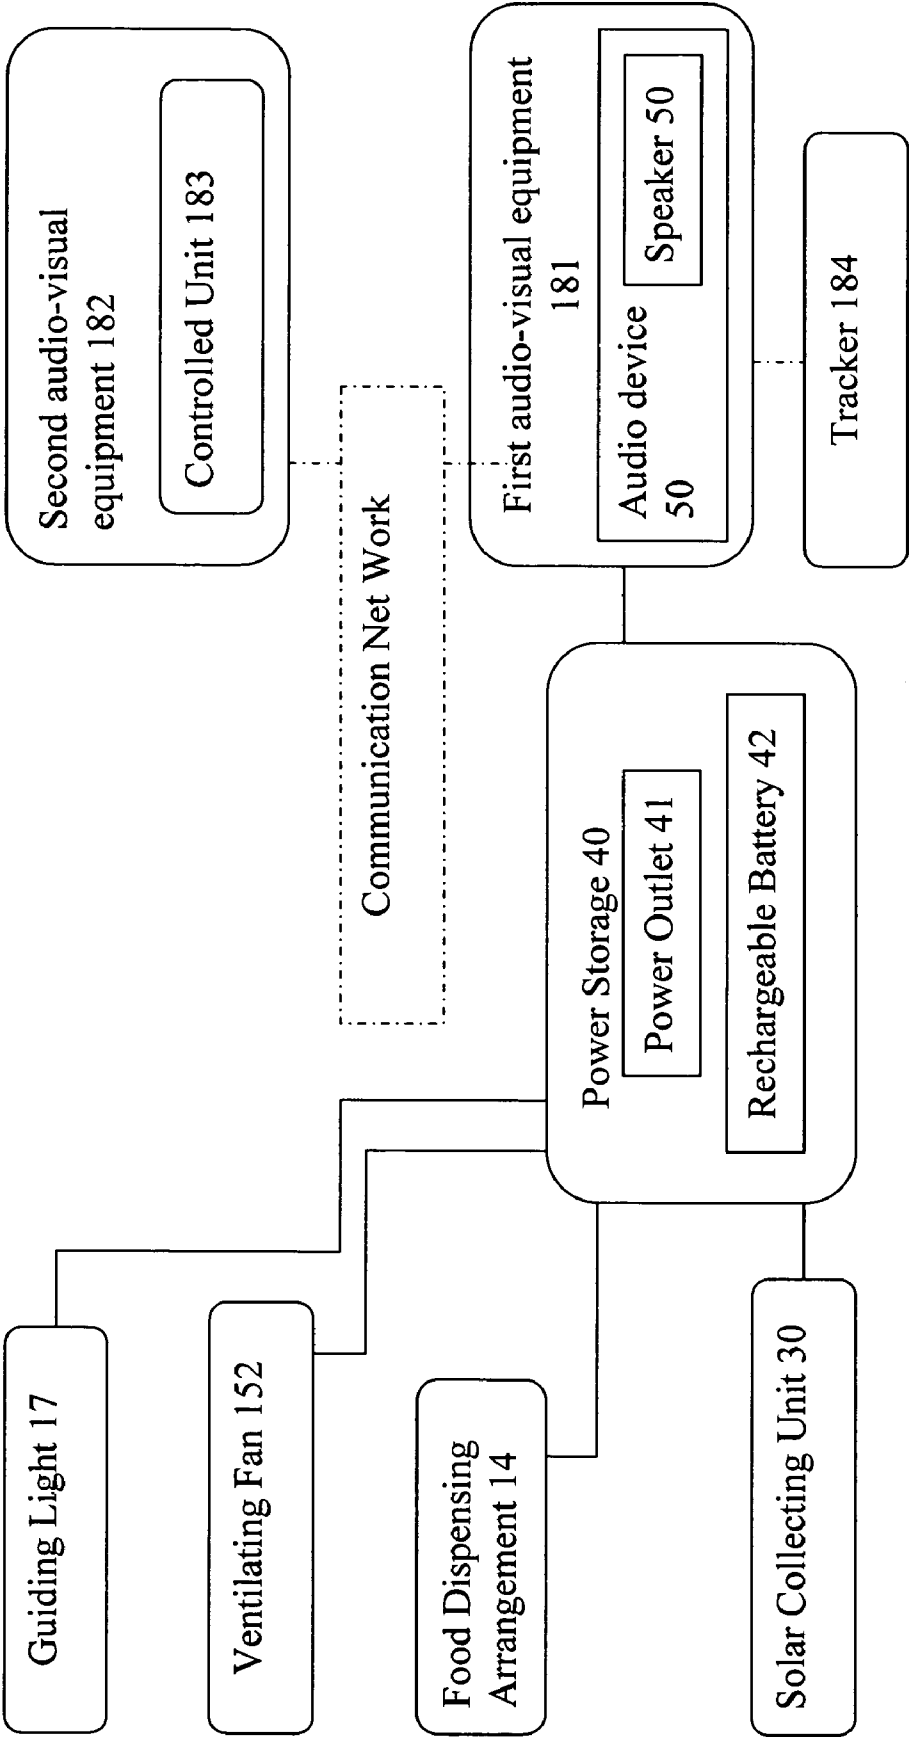 Guiding Light 17
Ventilating Fan 152
Food Dispensing
Arrangement 14
Solar Collecting Unit 30
Communication Net Work
Power Storage 40
Power Outlet 41
Rechargeable Battery 42
Second audio-visual
equipment 182
Controlled Unit 183
First audio-visual equipment
181
Audio device
50
Speaker 50
Tracker 184